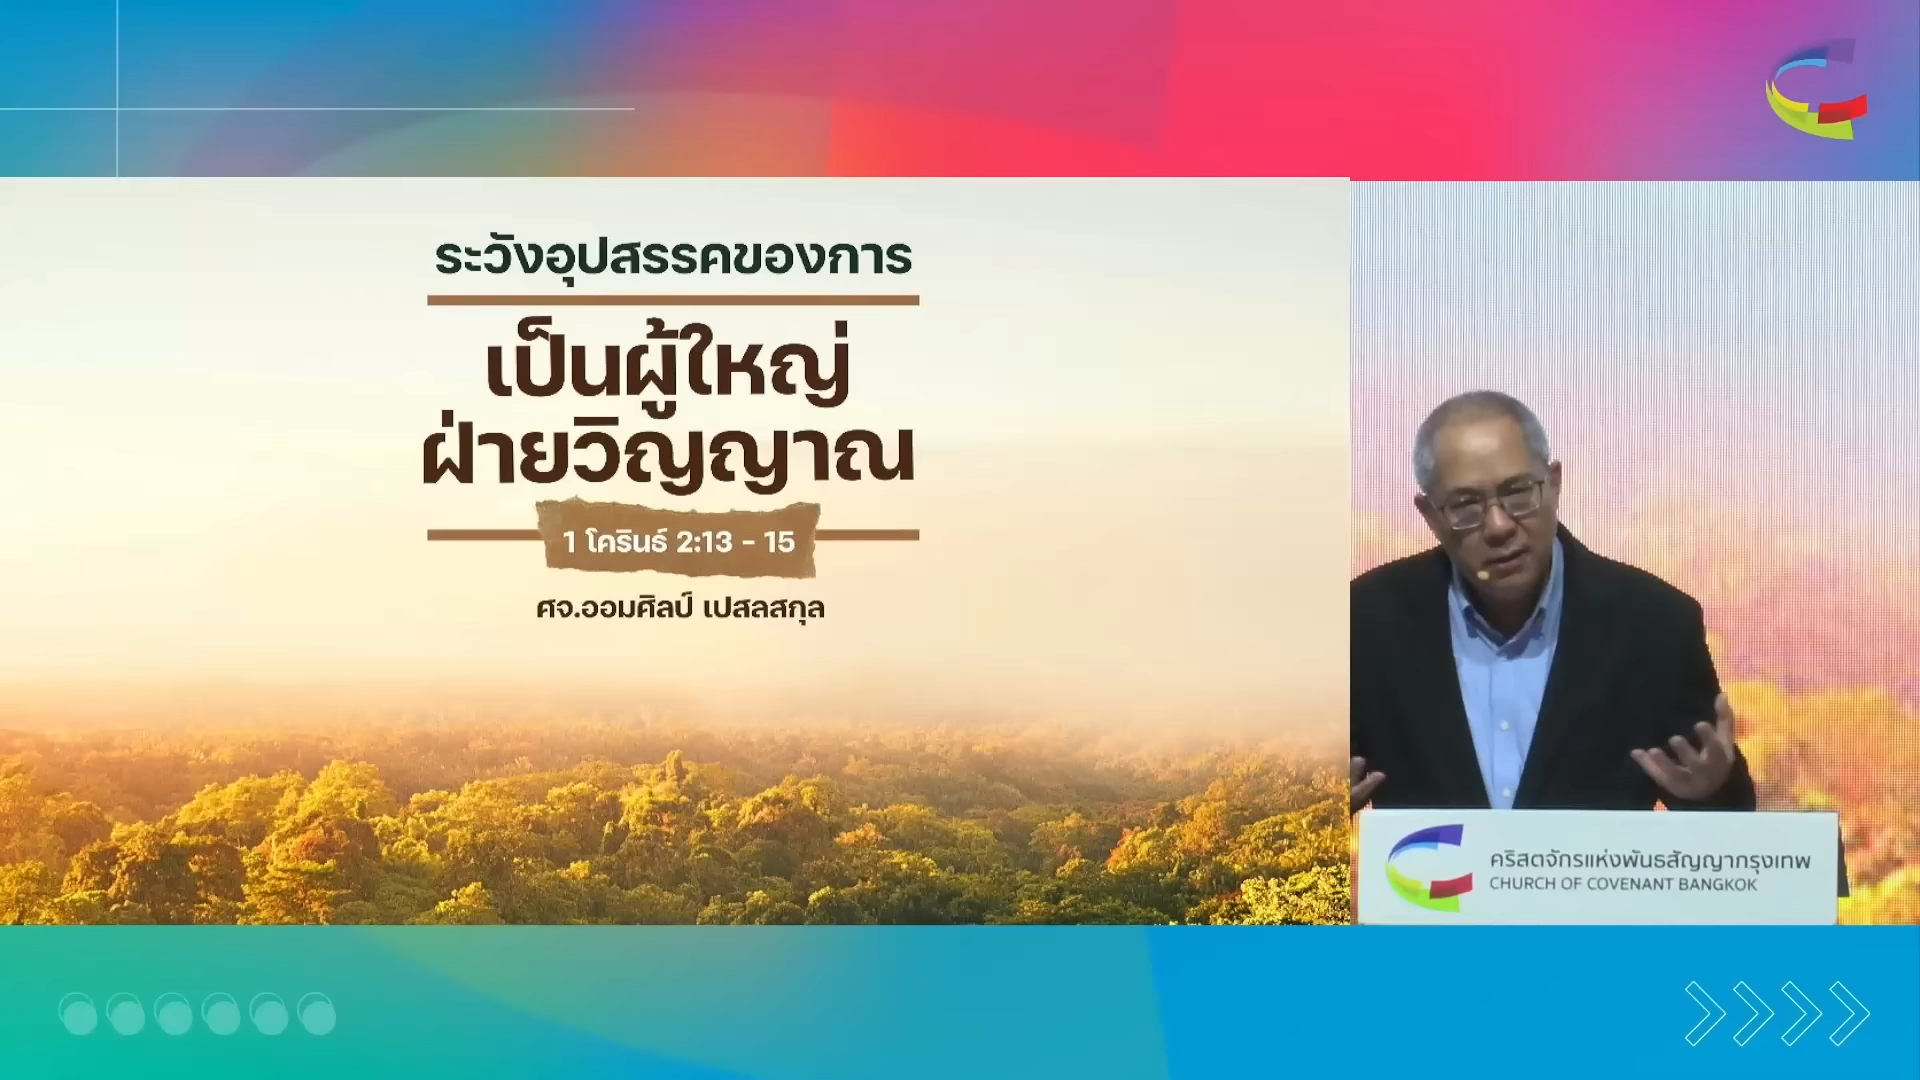 ระวังอุปสรรคของการ
เป็นผู้ใหญ่
ฝ่ายวิญญาณ
1 โครินธ์ 2:13 - 15
ศจ.ออมศิลป์ เปสลสกุล
คริสตจักรแห่งพันธสัญญากรุงเทพ
CHURCH OF COVENANT BANGKOK